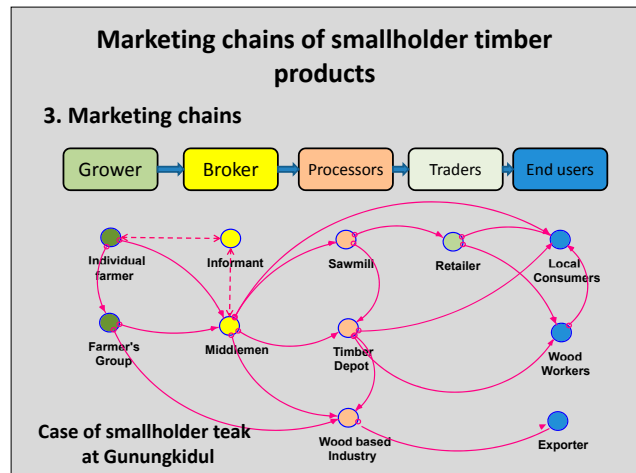 Marketing chains of smallholder timber
products
3. Marketing chains
Grower
Broker
Processors
Traders
End users
Individual
farmer
Informant
Sawmill
Retailer
Local
Consumers
Farmer's
Group
Middlemen
Timber
Depot
Wood
Workers
Case of smallholder teak
at Gunungkidul
Wood based
Industry
Exporter